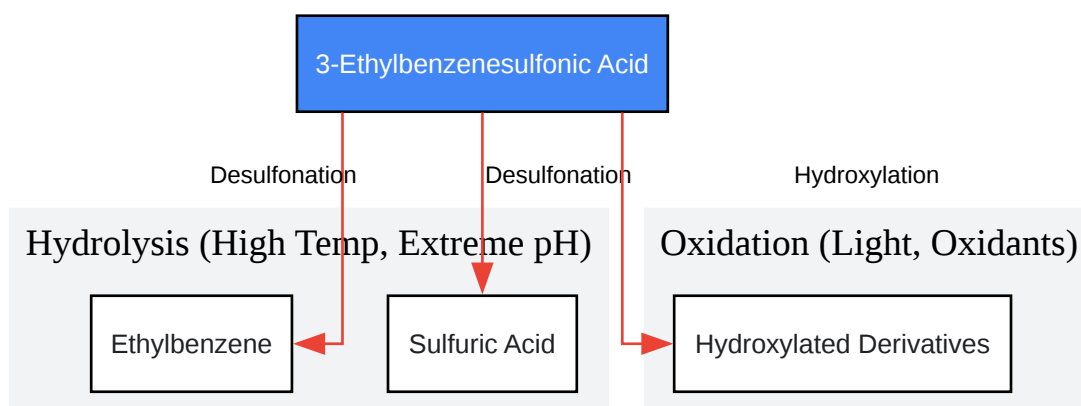 3-Ethylbenzenesulfonic Acid
Desulfonation
Desulfonation
Hydroxylation
Hydrolysis (High Temp, Extreme pH)
Oxidation (Light, Oxidants)
Ethylbenzene
Sulfuric Acid
Hydroxylated Derivatives